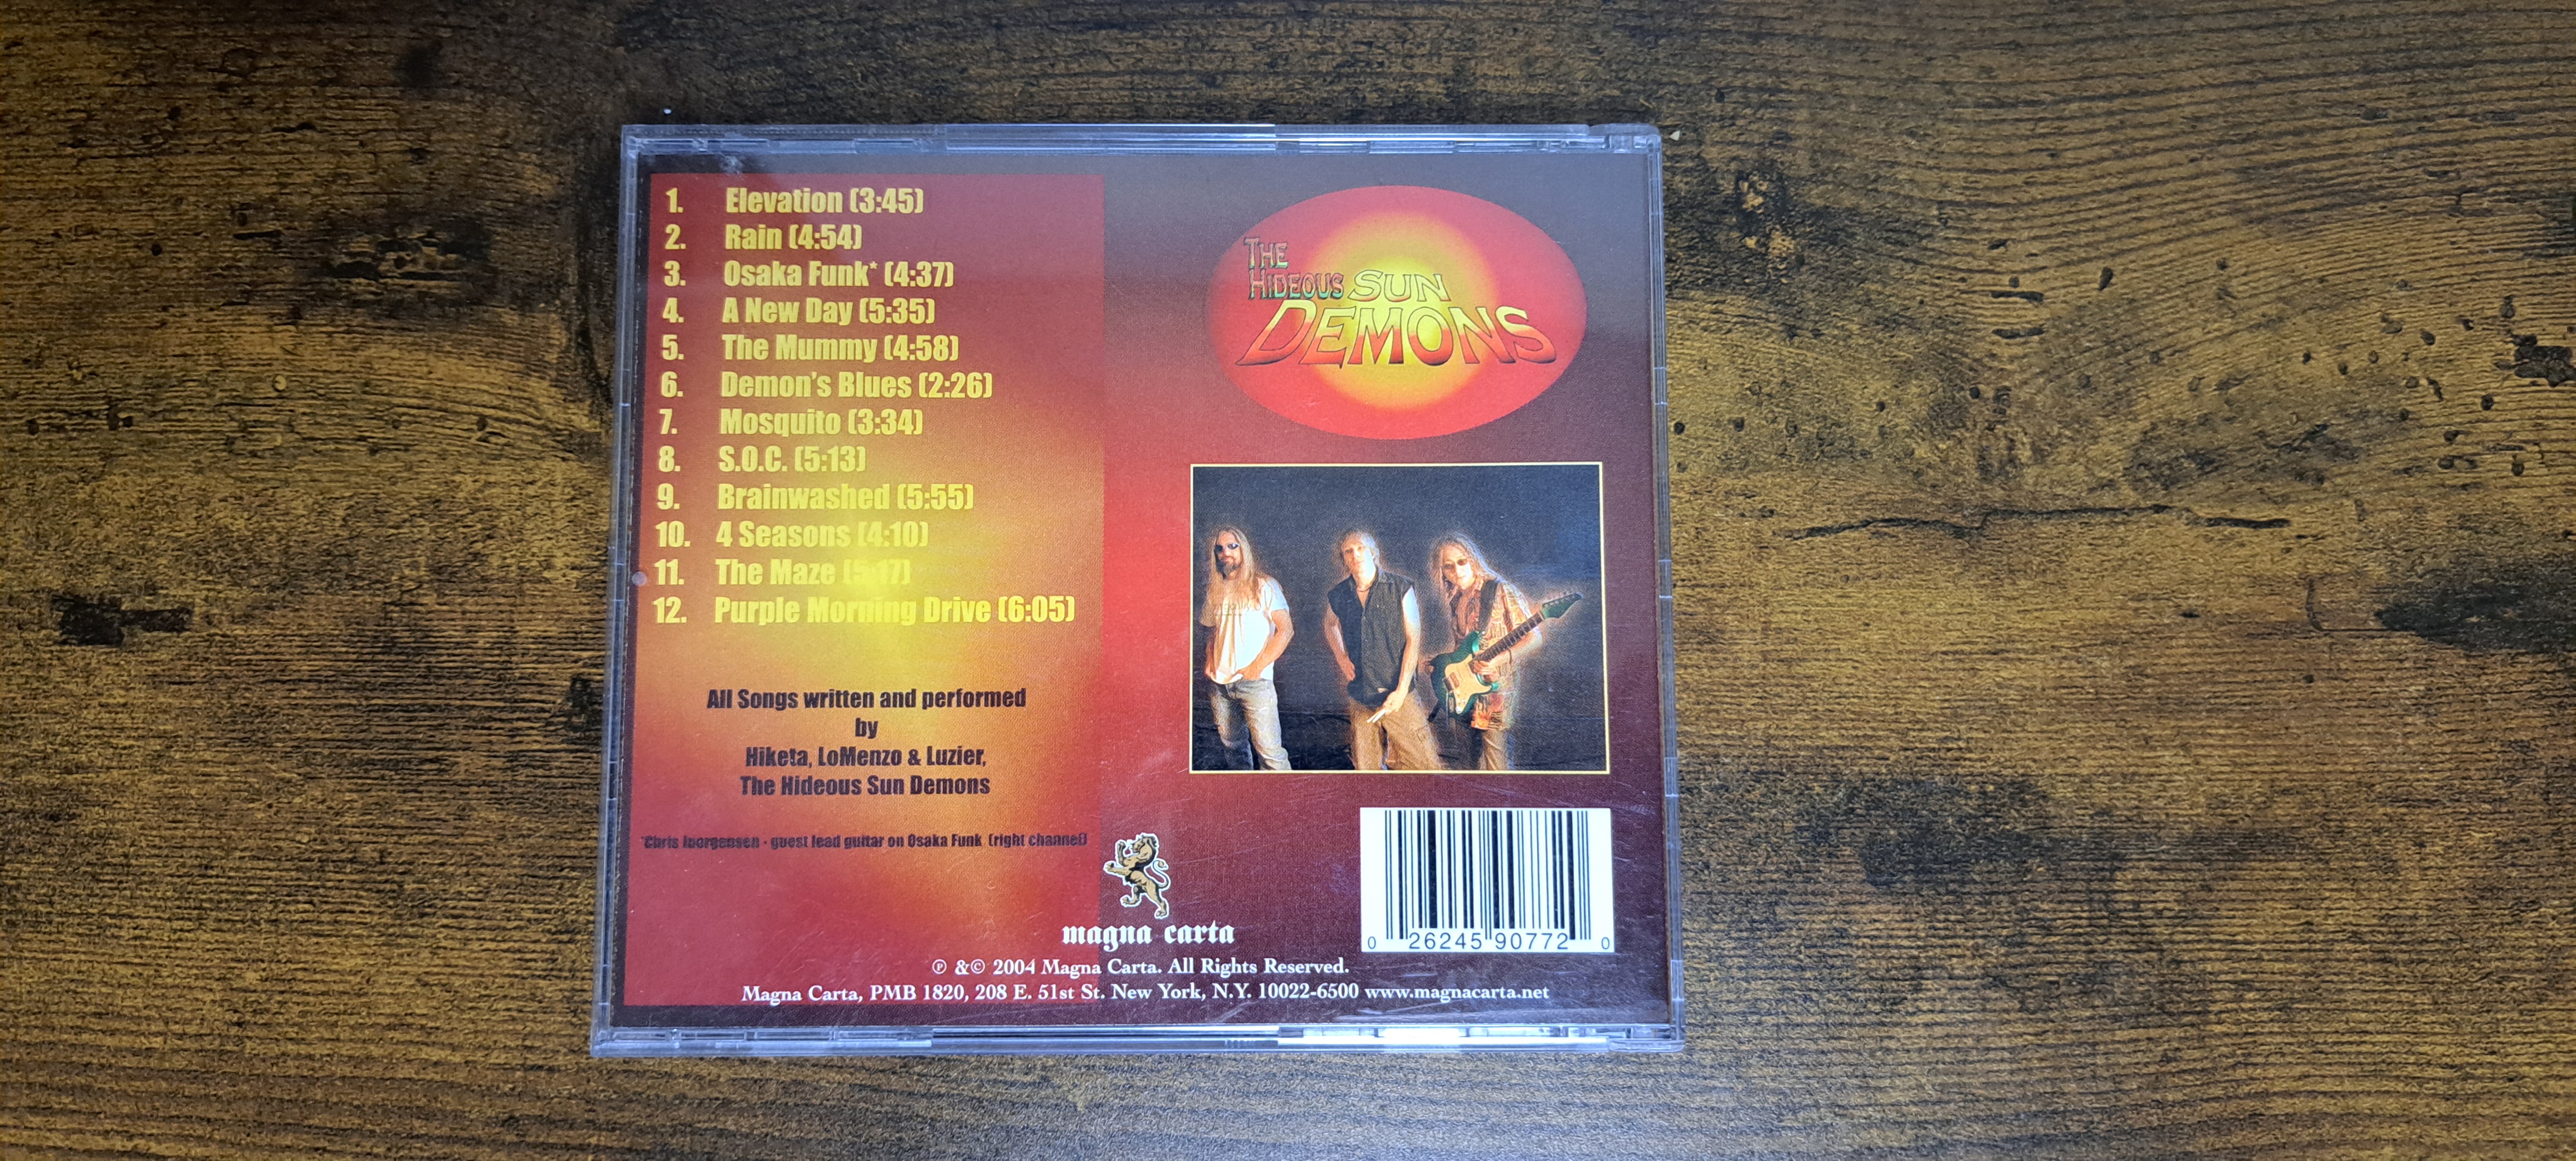 1. Elevation (3:45)
2. Rain (4:54)
3. Osaka Funk* (4:37)
4. A New Day (5:35)
5. The Mummy (4:58)
6. Demon's Blues (2:26)
7. Mosquito (3:34)
8. S.O.C. (5:13)
9. Brainwashed (5:55)
10. 4 Seasons (4:10)
11. The Maze
12. Purple Morning Drive (6:05)
All Songs written and performed
by
Hiketa, LoMenzo & Luzier,
The Hideous Sun Demons
*Chris - guest lead guitar on Osaka Funk (right channel)
THE
HIDEOUS SUN
DEMONS
magna carta
0 26245 90772 0
℗ &© 2004 Magna Carta. All Rights Reserved.
Magna Carta, PMB 1820, 208 E. 51st St. New York, N.Y. 10022-6500 www.magnacarta.net